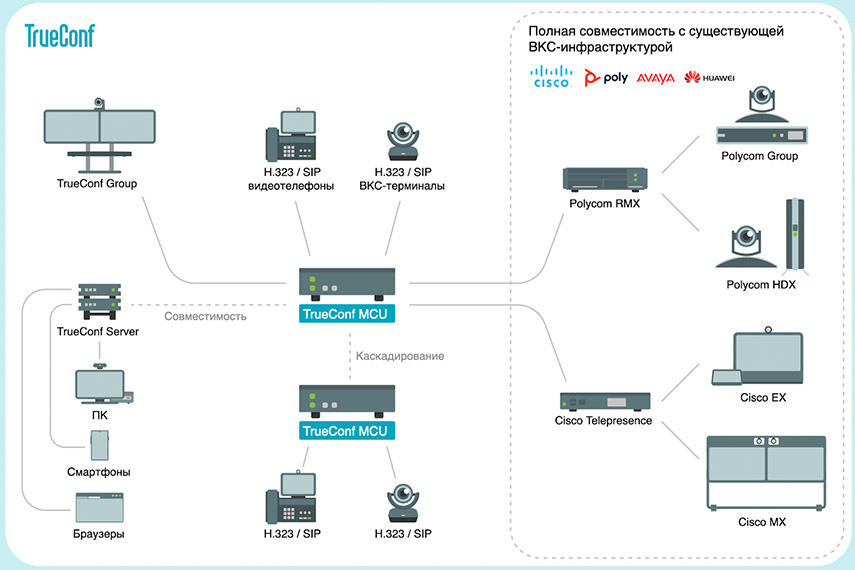 TrueConf
Полная совместимость с существующей
ВКС-инфраструктурой
CISCO
poly
AVAYA
HUAWEI
TrueConf Group
H.323 / SIP
видеотелефоны
H.323 / SIP
ВКС-терминалы
Polycom RMX
Polycom Group
Polycom HDX
TrueConf MCU
TrueConf Server
Совместимость
Каскадирование
ПК
Смартфоны
Браузеры
TrueConf MCU
H.323 / SIP
H.323 / SIP
Cisco Telepresence
Cisco EX
Cisco MX